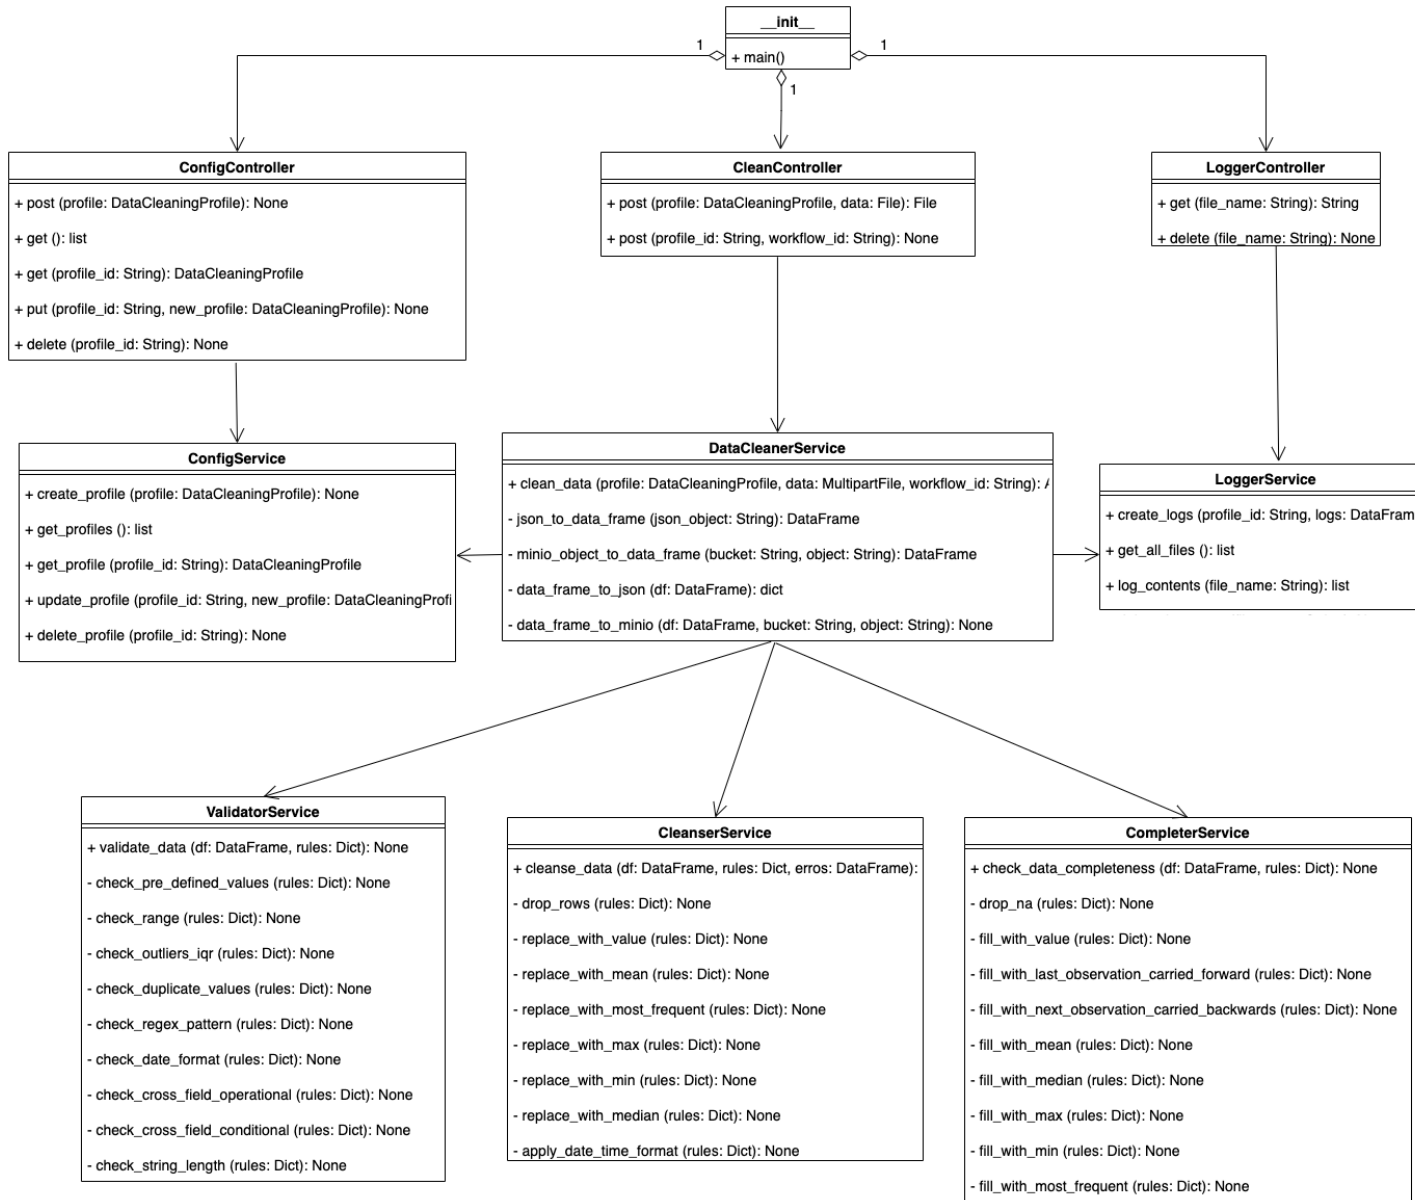 __init__
+ main()
1
1
1
ConfigController
+ post (profile: DataCleaningProfile): None
+ get (): list
+ get (profile_id: String): DataCleaningProfile
+ put (profile_id: String, new_profile: DataCleaningProfile): None
+ delete (profile_id: String): None
CleanController
+ post (profile: DataCleaningProfile, data: File): File
+ post (profile_id: String, workflow_id: String): None
LoggerController
+ get (file_name: String): String
+ delete (file_name: String): None
ConfigService
+ create_profile (profile: DataCleaningProfile): None
+ get_profiles (): list
+ get_profile (profile_id: String): DataCleaningProfile
+ update_profile (profile_id: String, new_profile: DataCleaningProfi
+ delete_profile (profile_id: String): None
DataCleanerService
+ clean_data (profile: DataCleaningProfile, data: MultipartFile, workflow_id: String):
- json_to_data_frame (json_object: String): DataFrame
- minio_object_to_data_frame (bucket: String, object: String): DataFrame
- data_frame_to_json (df: DataFrame): dict
- data_frame_to_minio (df: DataFrame, bucket: String, object: String): None
LoggerService
+ create_logs (profile_id: String, logs: DataFram
+ get_all_files (): list
+ log_contents (file_name: String): list
ValidatorService
+ validate_data (df: DataFrame, rules: Dict): None
- check_pre_defined_values (rules: Dict): None
- check_range (rules: Dict): None
- check_outliers_iqr (rules: Dict): None
- check_duplicate_values (rules: Dict): None
- check_regex_pattern (rules: Dict): None
- check_date_format (rules: Dict): None
- check_cross_field_operational (rules: Dict): None
- check_cross_field_conditional (rules: Dict): None
- check_string_length (rules: Dict): None
CleanserService
+ cleanse_data (df: DataFrame, rules: Dict, erros: DataFrame):
- drop_rows (rules: Dict): None
- replace_with_value (rules: Dict): None
- replace_with_mean (rules: Dict): None
- replace_with_most_frequent (rules: Dict): None
- replace_with_max (rules: Dict): None
- replace_with_min (rules: Dict): None
- replace_with_median (rules: Dict): None
- apply_date_time_format (rules: Dict): None
CompleterService
+ check_data_completeness (df: DataFrame, rules: Dict): None
- drop_na (rules: Dict): None
- fill_with_value (rules: Dict): None
- fill_with_last_observation_carried_forward (rules: Dict): None
- fill_with_next_observation_carried_backwards (rules: Dict): None
- fill_with_mean (rules: Dict): None
- fill_with_median (rules: Dict): None
- fill_with_max (rules: Dict): None
- fill_with_min (rules: Dict): None
- fill_with_most_frequent (rules: Dict): None